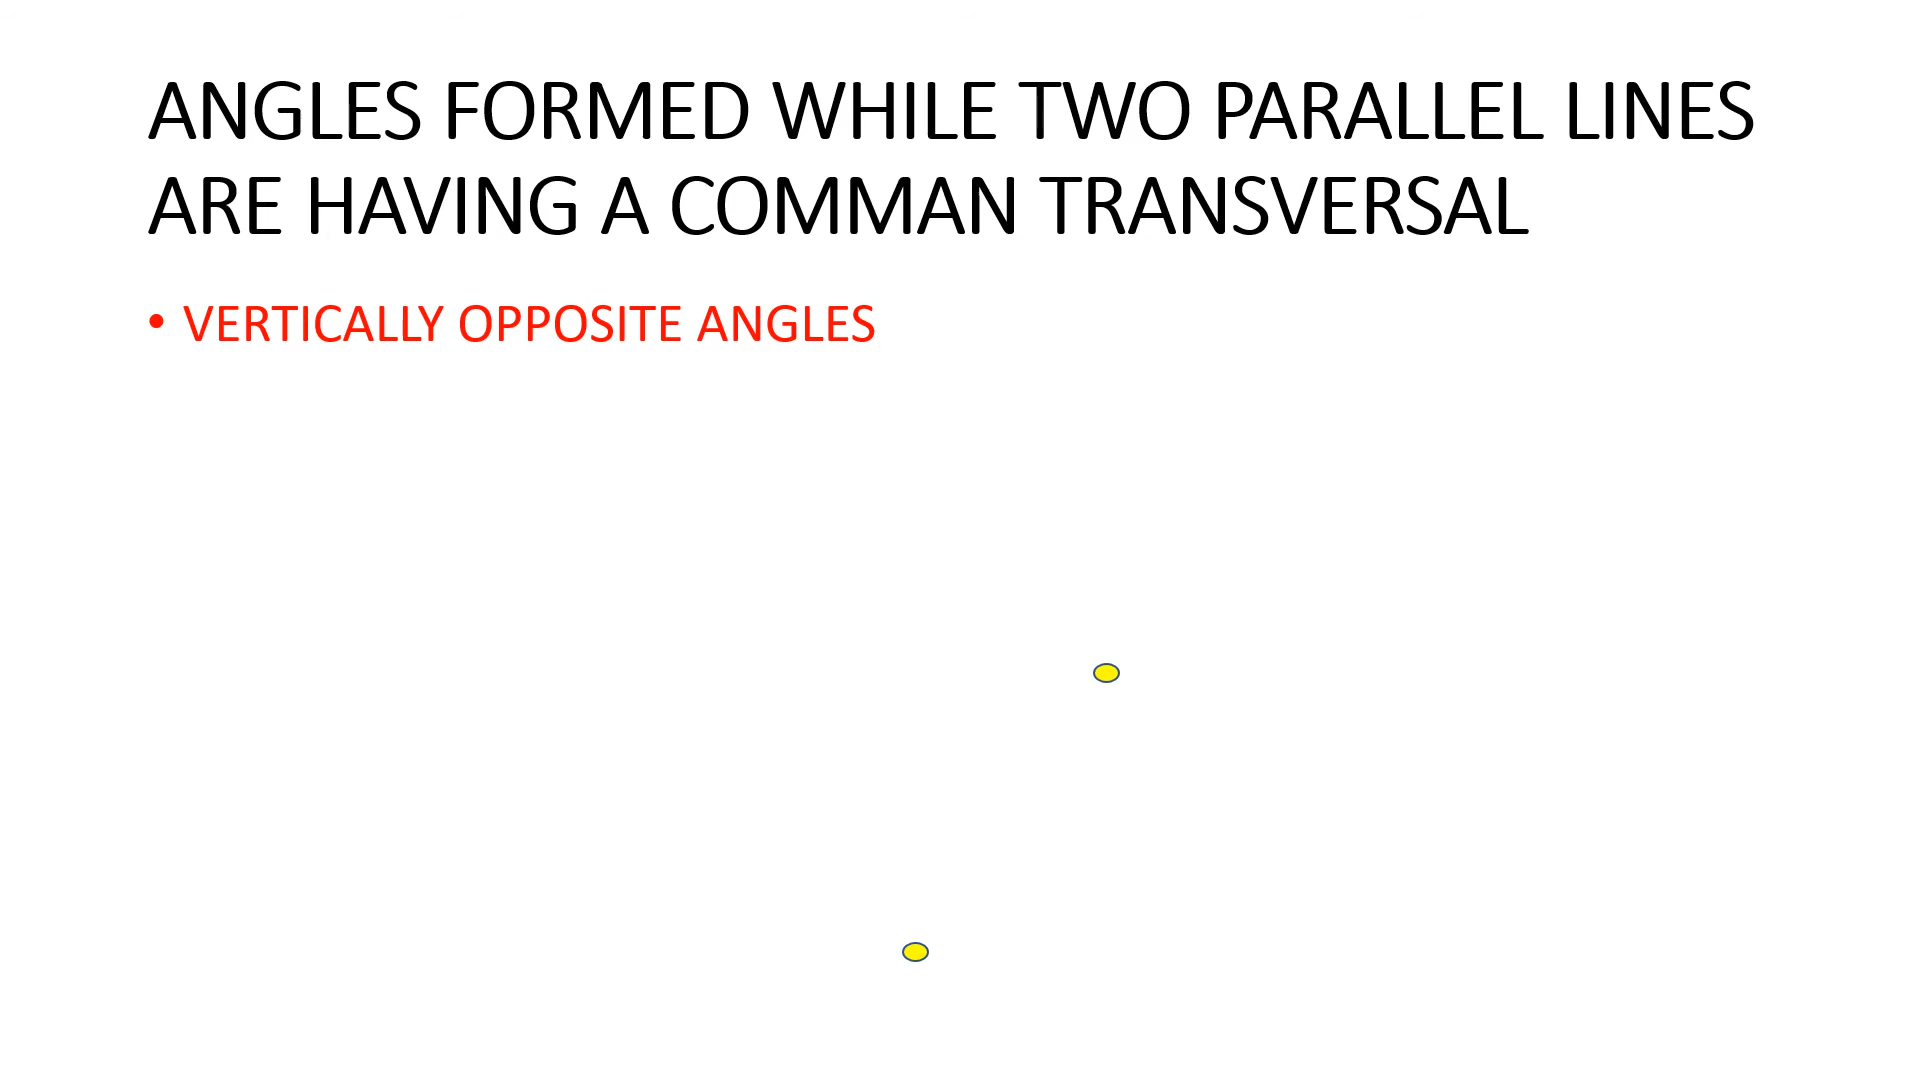 ANGLES FORMED WHILE TWO PARALLEL LINES
ARE HAVING A COMMAN TRANSVERSAL
• VERTICALLY OPPOSITE ANGLES